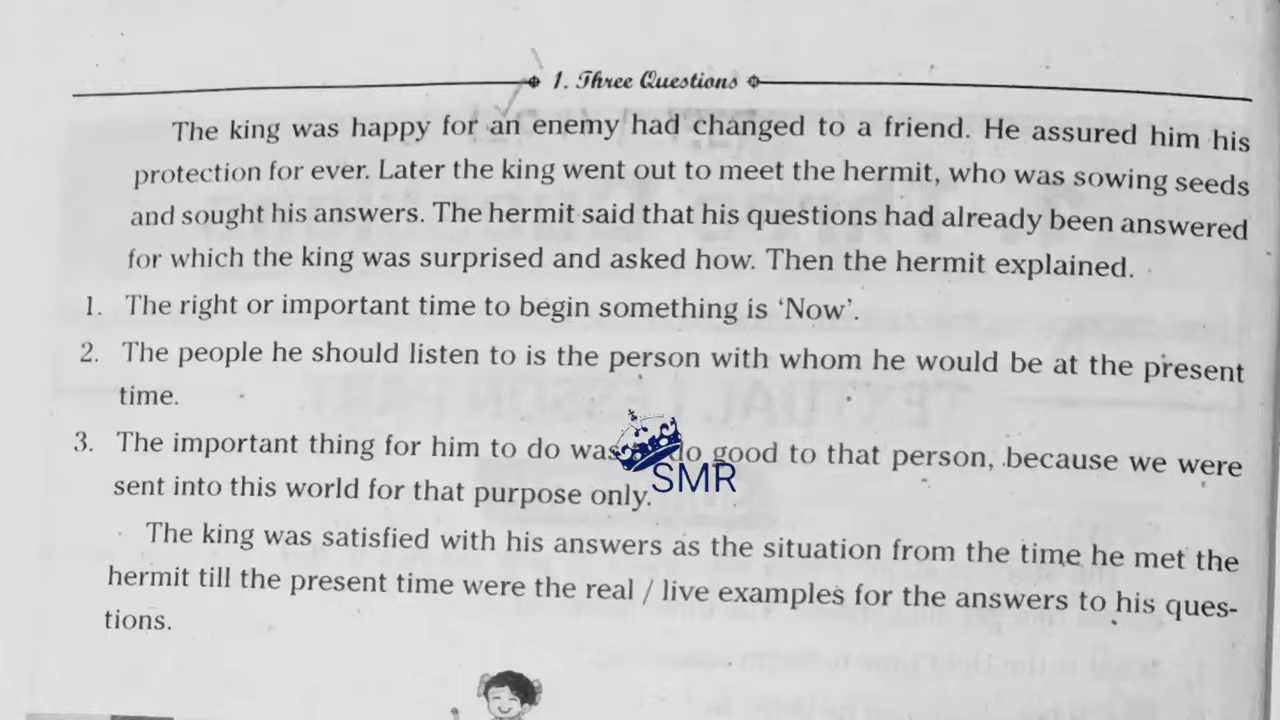 1. Three Questions
The king was happy for an enemy had changed to a friend. He assured him his
protection for ever. Later the king went out to meet the hermit, who was sowing seeds
and sought his answers. The hermit said that his questions had already been answered
for which the king was surprised and asked how. Then the hermit explained.
1. The right or important time to begin something is ‘Now’.
2. The people he should listen to is the person with whom he would be at the present
time.
3. The important thing for him to do was do good to that person, because we were
SMR
sent into this world for that purpose only.
The king was satisfied with his answers as the situation from the time he met the
hermit till the present time were the real / live examples for the answers to his ques-
tions.